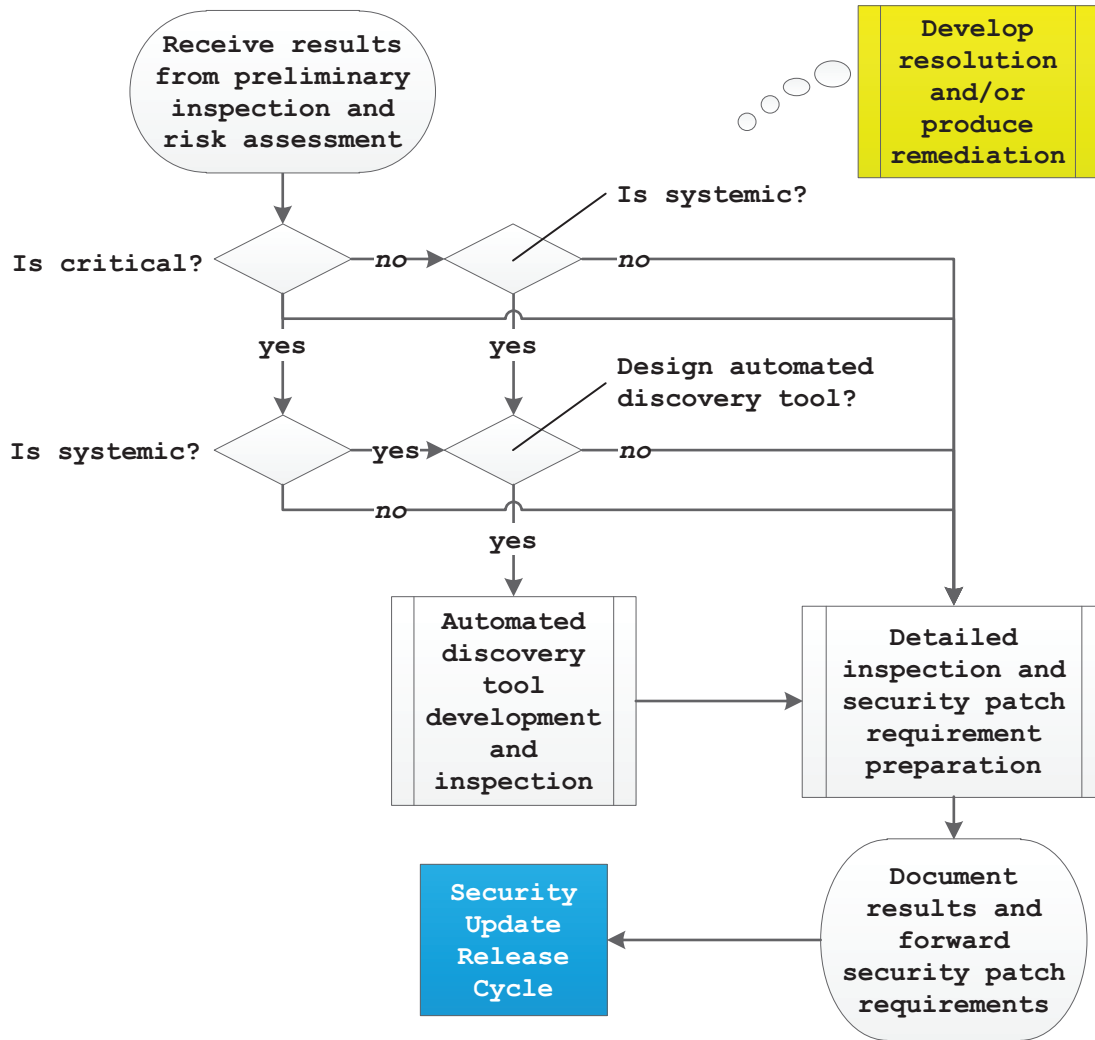 Receive results
from preliminary
inspection and
risk assessment
Develop
resolution
and/or
produce
remediation
Is systemic?
Is critical?
no
no
yes
yes
Design automated
discovery tool?
Is systemic?
yes
no
no
yes
Automated
discovery
tool
development
and
inspection
Detailed
inspection and
security patch
requirement
preparation
Security
Update
Release
Cycle
Document
results and
forward
security patch
requirements